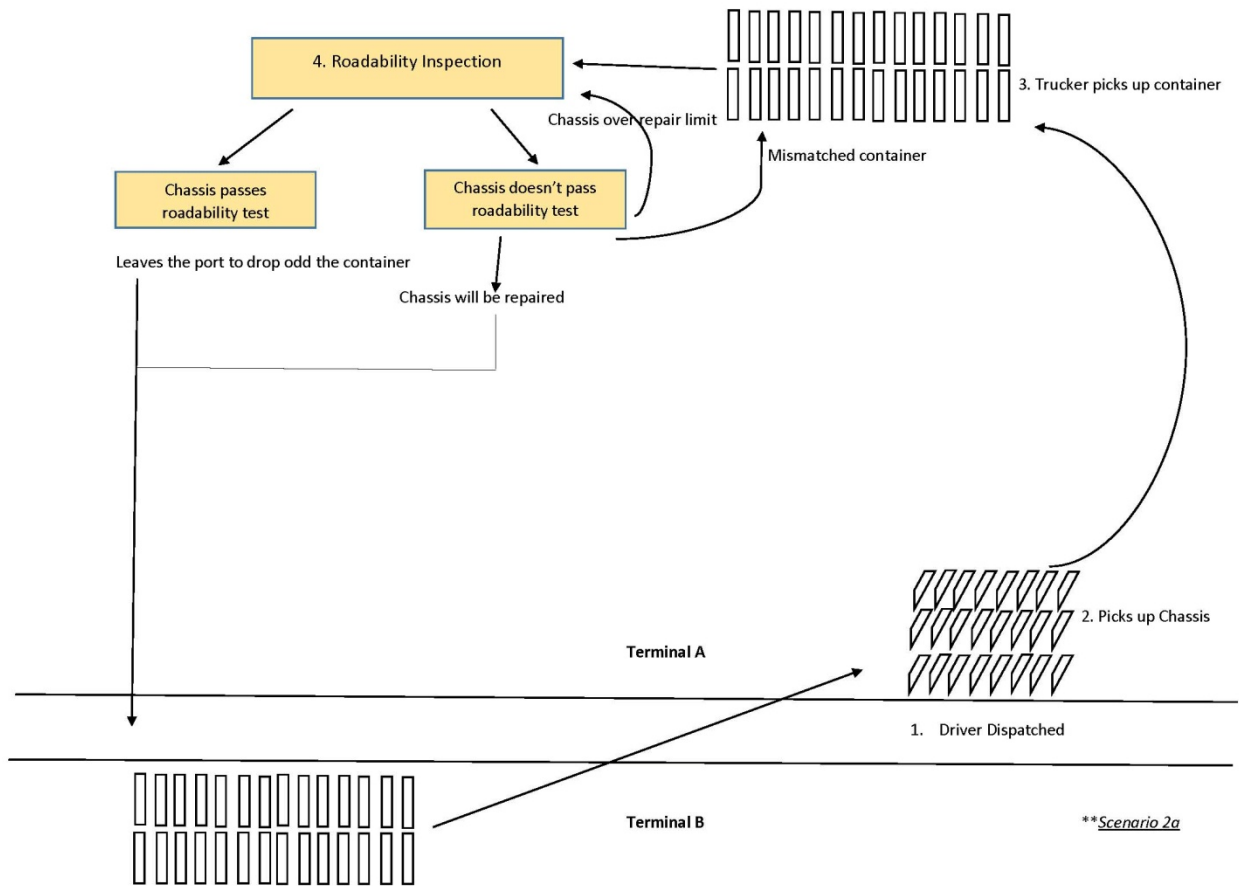 4. Roadability Inspection
3. Trucker picks up container
Chassis over repair limit
Mismatched container
Chassis passes
roadability test
Chassis doesn't pass
roadability test
Leaves the port to drop odd the container
Chassis will be repaired
2. Picks up Chassis
Terminal A
1. Driver Dispatched
Terminal B
**Scenario 2a